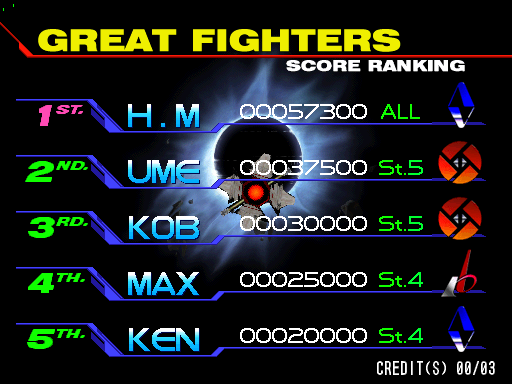 GREAT FIGHTERS
SCORE RANKING
1ST. H.M 00057300 ALL
2ND. UME 00037500 St.5
3RD. KOB 00030000 St.5
4TH. MAX 00025000 St.4
5TH. KEN 00020000 St.4
CREDIT(S) 00/03